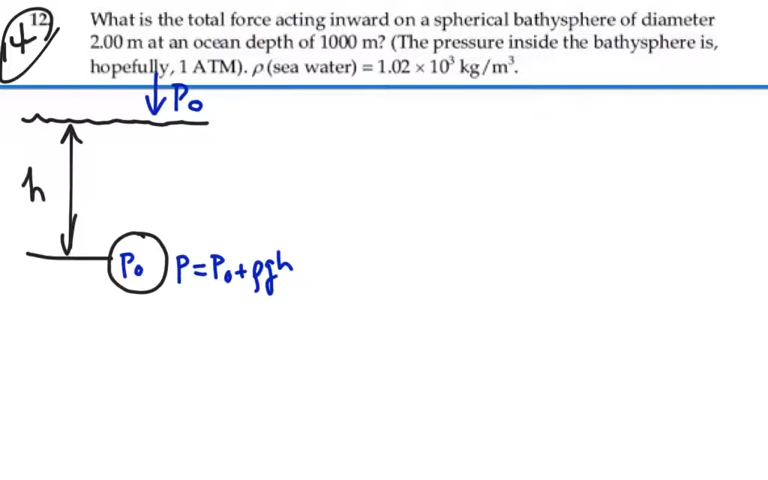 14
12) What is the total force acting inward on a spherical bathysphere of diameter
2.00 m at an ocean depth of 1000 m? (The pressure inside the bathysphere is,
hopefully, 1 ATM). ρ (sea water) = 1.02 × 10³ kg/m³.
P₀
h
P₀ P=P₀+ρgh